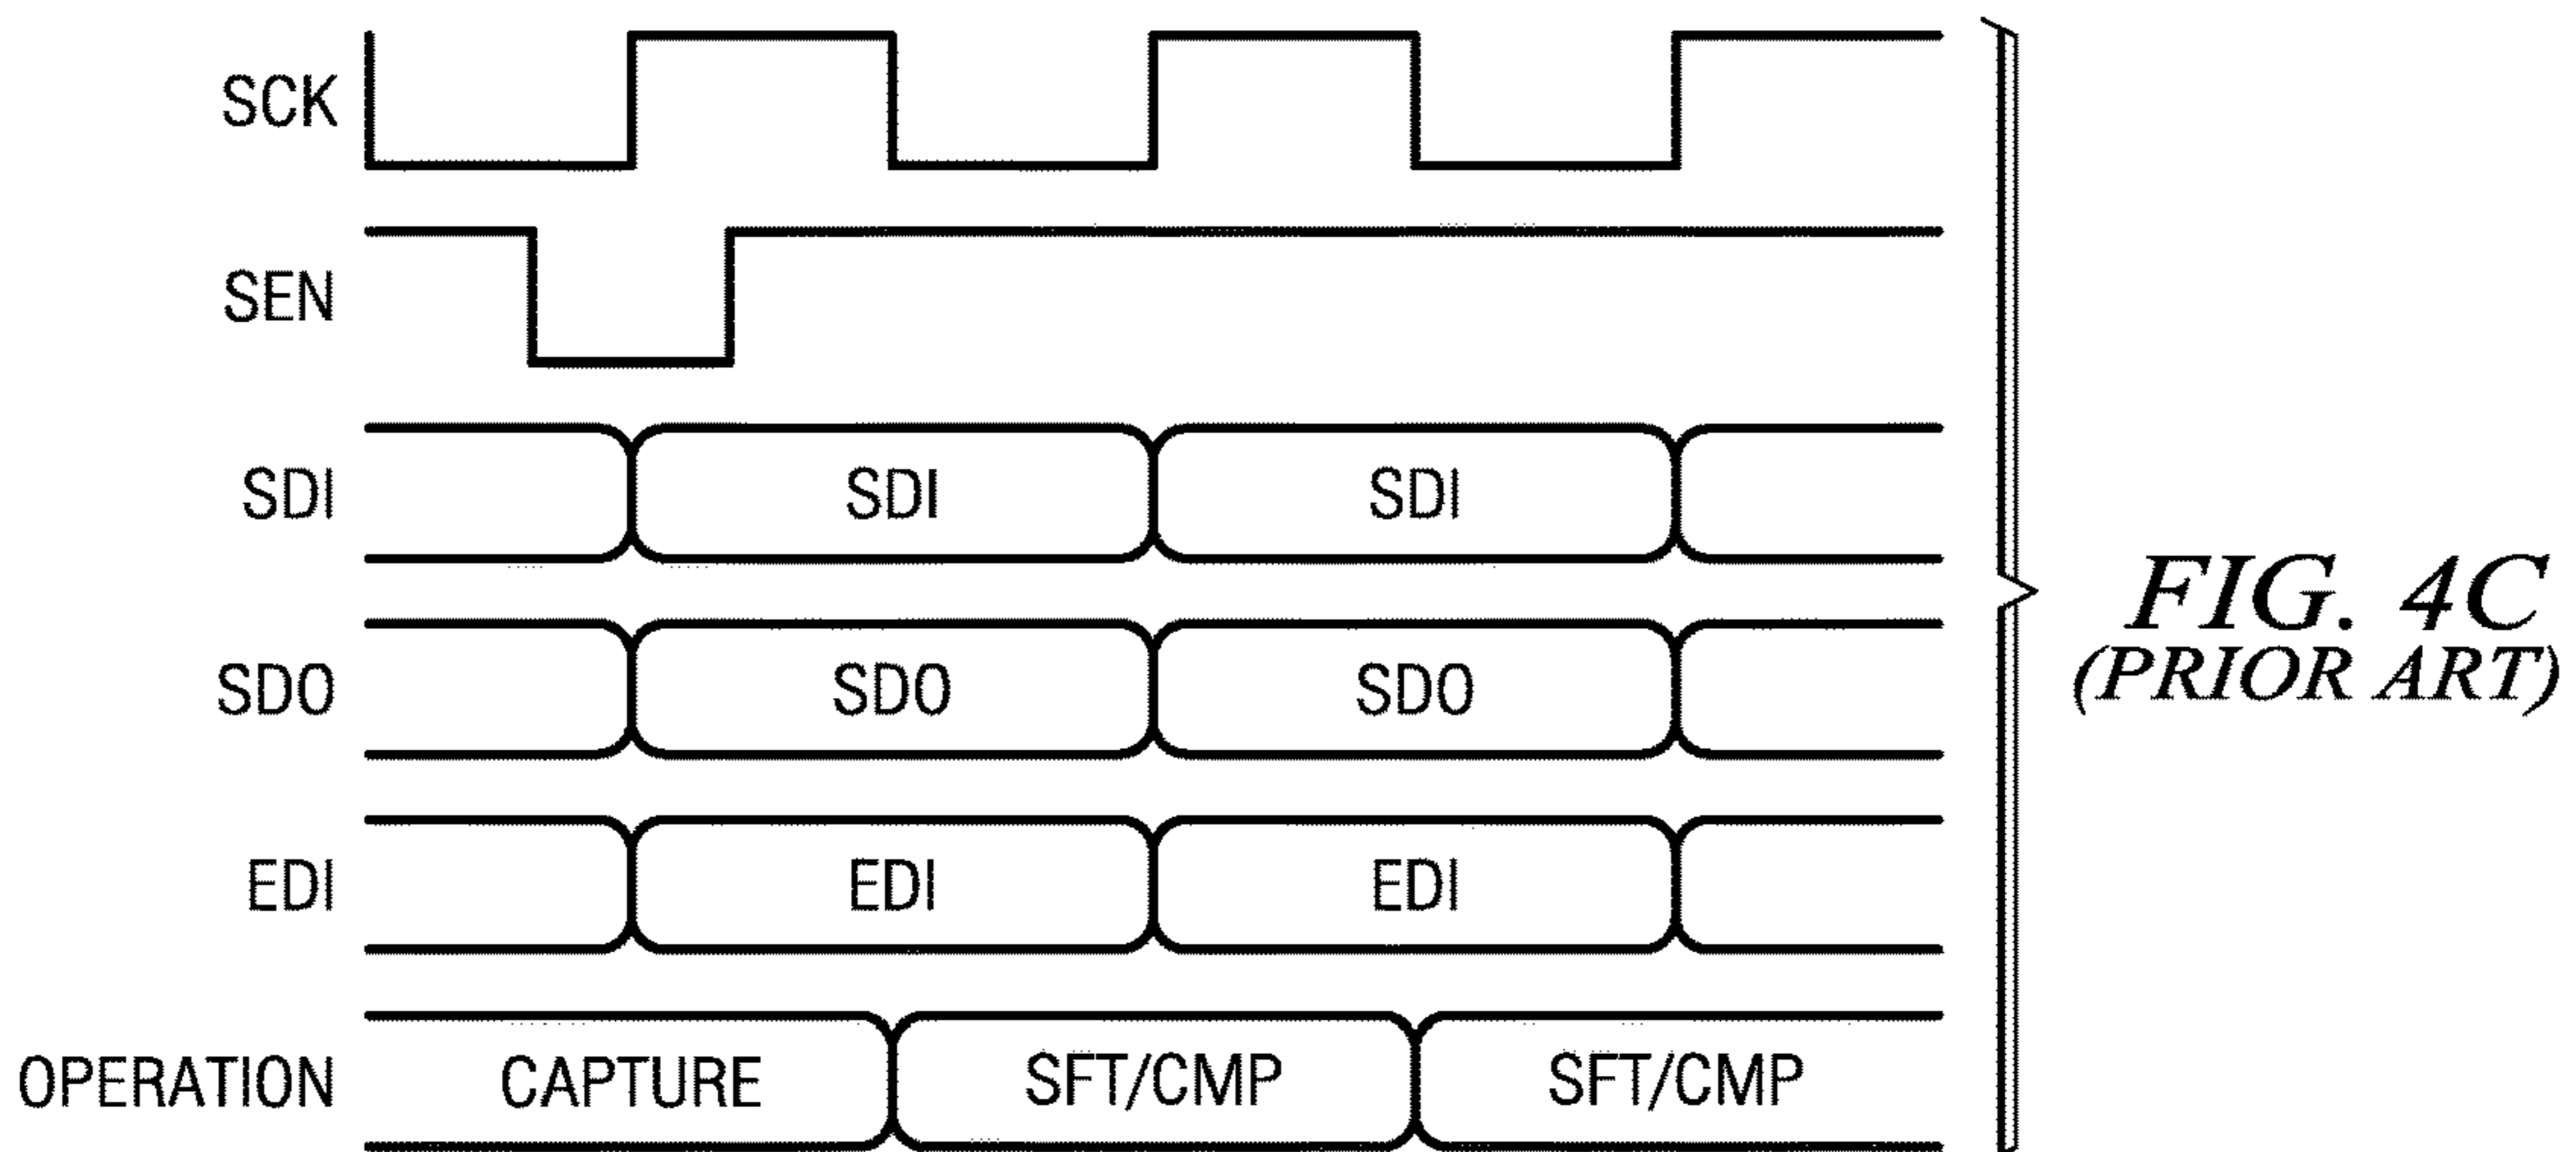 SCK
SEN
SDI SDI SDI
SDO SDO SDO
EDI EDI EDI
OPERATION CAPTURE SFT/CMP SFT/CMP
FIG. 4C
(PRIOR ART)